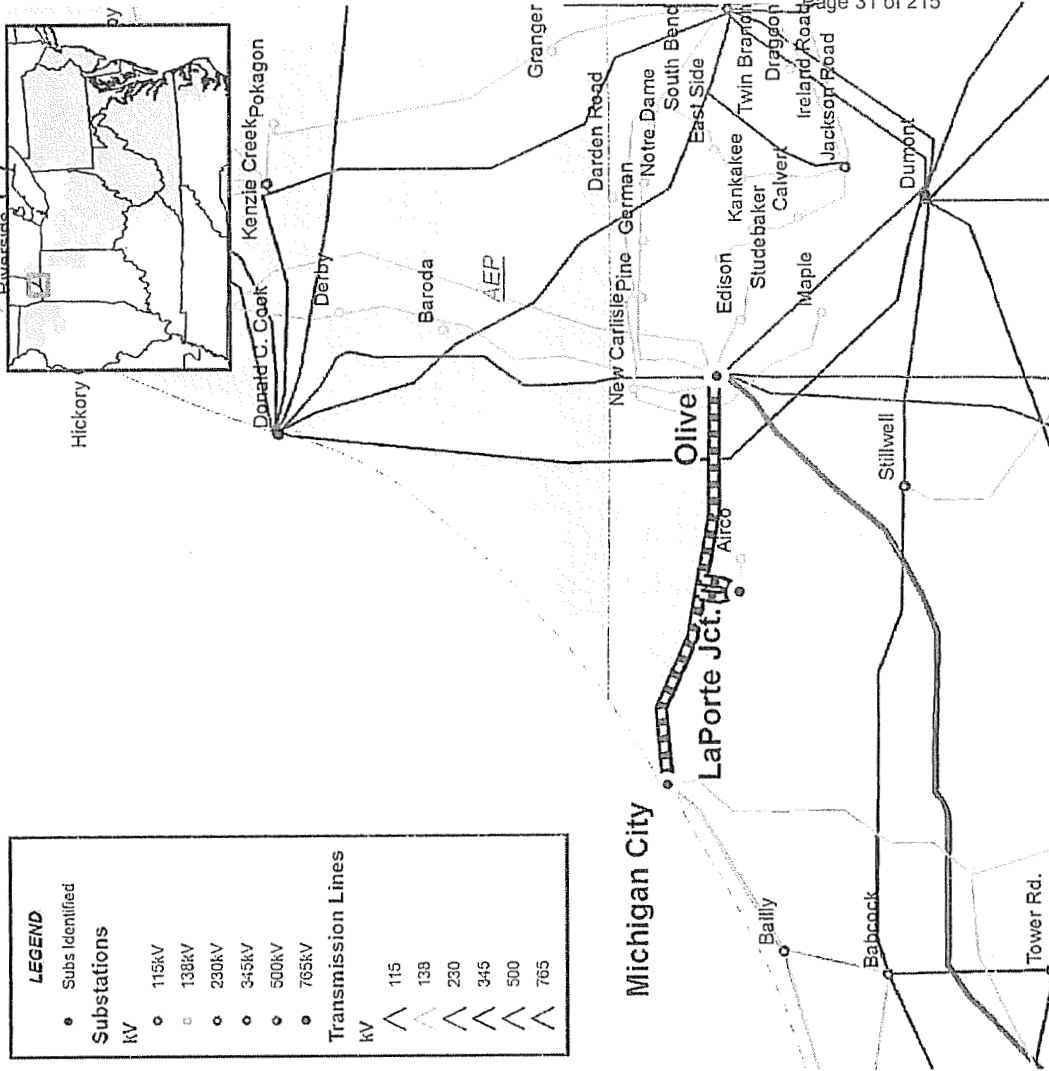 Page 31 of 215
Hickory
Kenzie Creek
Pokagon
Granger
Donald C. Cook
Derby
Baroda
AEP
Darden Road
South Bend
Notre Dame
East Side
Twin Branch
Dragoon
Ireland Road
Jackson Road
German
Pine
New Carlisle
Kankakee
Calvert
Studebaker
Edison
Maple
Dumont
Olive
Stillwell
Airco
LaPorte Jct.
Michigan City
Bailly
Babcock
Tower Rd.
LEGEND
Subs Identified
Substations
kV
115kV
138kV
230kV
345kV
500kV
765kV
Transmission Lines
kV
115
138
230
345
500
765